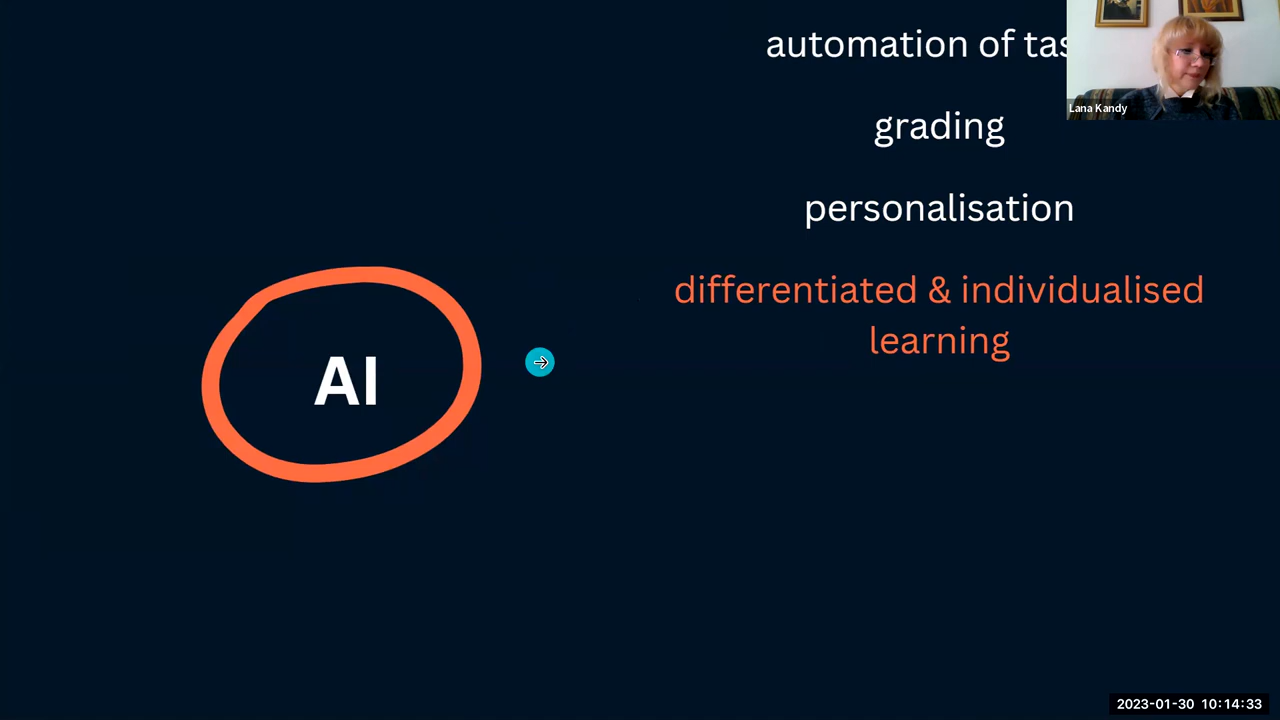 automation of tas
Lana Kandy
grading
personalisation
differentiated & individualised
learning
AI
2023-01-30 10:14:33